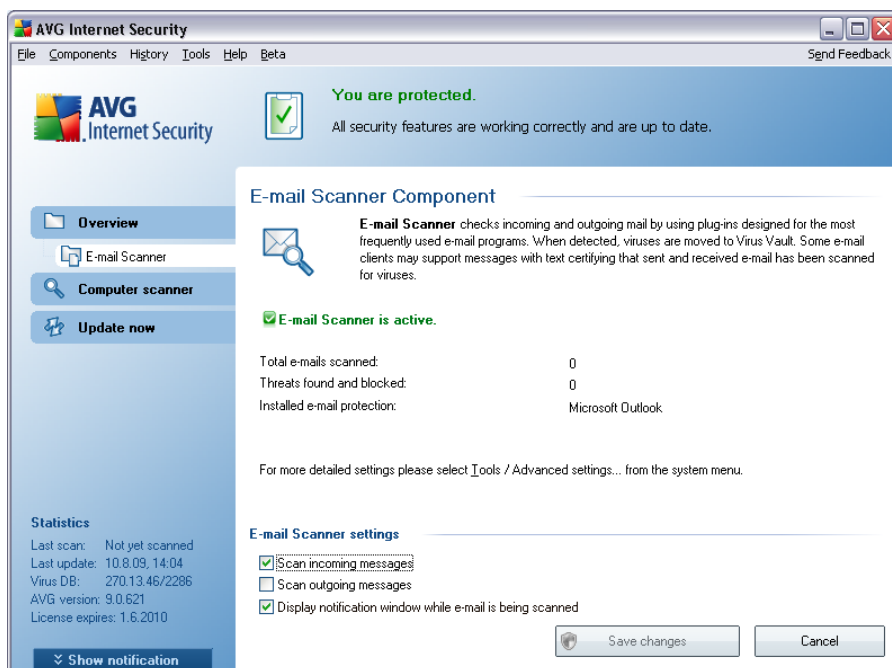 AVG Internet Security
File Components History Tools Help Beta Send Feedback
AVG
Internet Security
You are protected.
All security features are working correctly and are up to date.
Overview
E-mail Scanner
Computer scanner
Update now
E-mail Scanner Component
E-mail Scanner checks incoming and outgoing mail by using plug-ins designed for the most
frequently used e-mail programs. When detected, viruses are moved to Virus Vault. Some e-mail
clients may support messages with text certifying that sent and received e-mail has been scanned
for viruses.
E-mail Scanner is active.
Total e-mails scanned: 0
Threats found and blocked: 0
Installed e-mail protection: Microsoft Outlook
For more detailed settings please select Tools / Advanced settings... from the system menu.
Statistics
Last scan: Not yet scanned
Last update: 10.8.09, 14:04
Virus DB: 270.13.46/2286
AVG version: 9.0.621
License expires: 1.6.2010
Show notification
E-mail Scanner settings
Scan incoming messages
Scan outgoing messages
Display notification window while e-mail is being scanned
Save changes Cancel